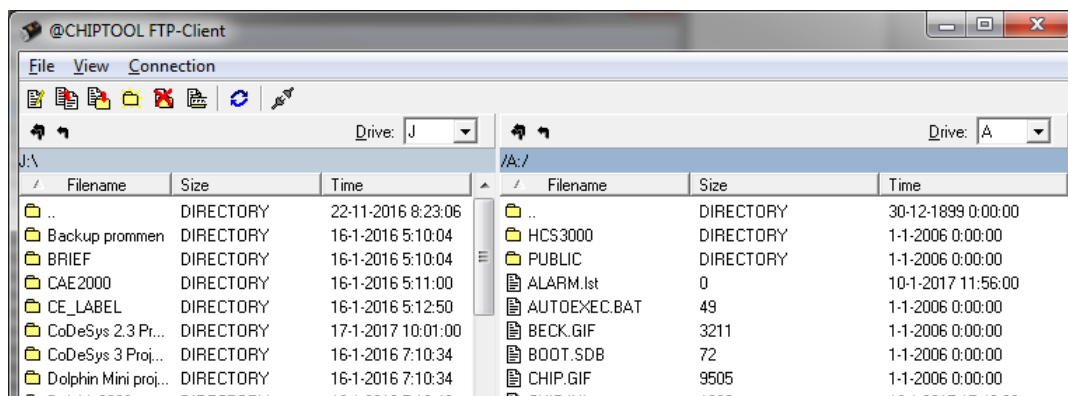 @CHIPTOOL FTP-Client
File View Connection
Drive: J
Drive: A
J:\
/A:/
Filename Size Time
Filename Size Time
.. DIRECTORY 22-11-2016 8:23:06
.. DIRECTORY 30-12-1899 0:00:00
Backup prommen DIRECTORY 16-1-2016 5:10:04
HCS3000 DIRECTORY 1-1-2006 0:00:00
BRIEF DIRECTORY 16-1-2016 5:10:04
PUBLIC DIRECTORY 1-1-2006 0:00:00
CAE2000 DIRECTORY 16-1-2016 5:11:00
ALARM.lst 0 10-1-2017 11:56:00
CE_LABEL DIRECTORY 16-1-2016 5:12:50
AUTOEXEC.BAT 49 1-1-2006 0:00:00
CoDeSys 2.3 Pr... DIRECTORY 17-1-2017 10:01:00
BECK.GIF 3211 1-1-2006 0:00:00
CoDeSys 3 Proj... DIRECTORY 16-1-2016 7:10:34
BOOT.SDB 72 1-1-2006 0:00:00
Dolphin Mini proj... DIRECTORY 16-1-2016 7:10:34
CHIP.GIF 9505 1-1-2006 0:00:00